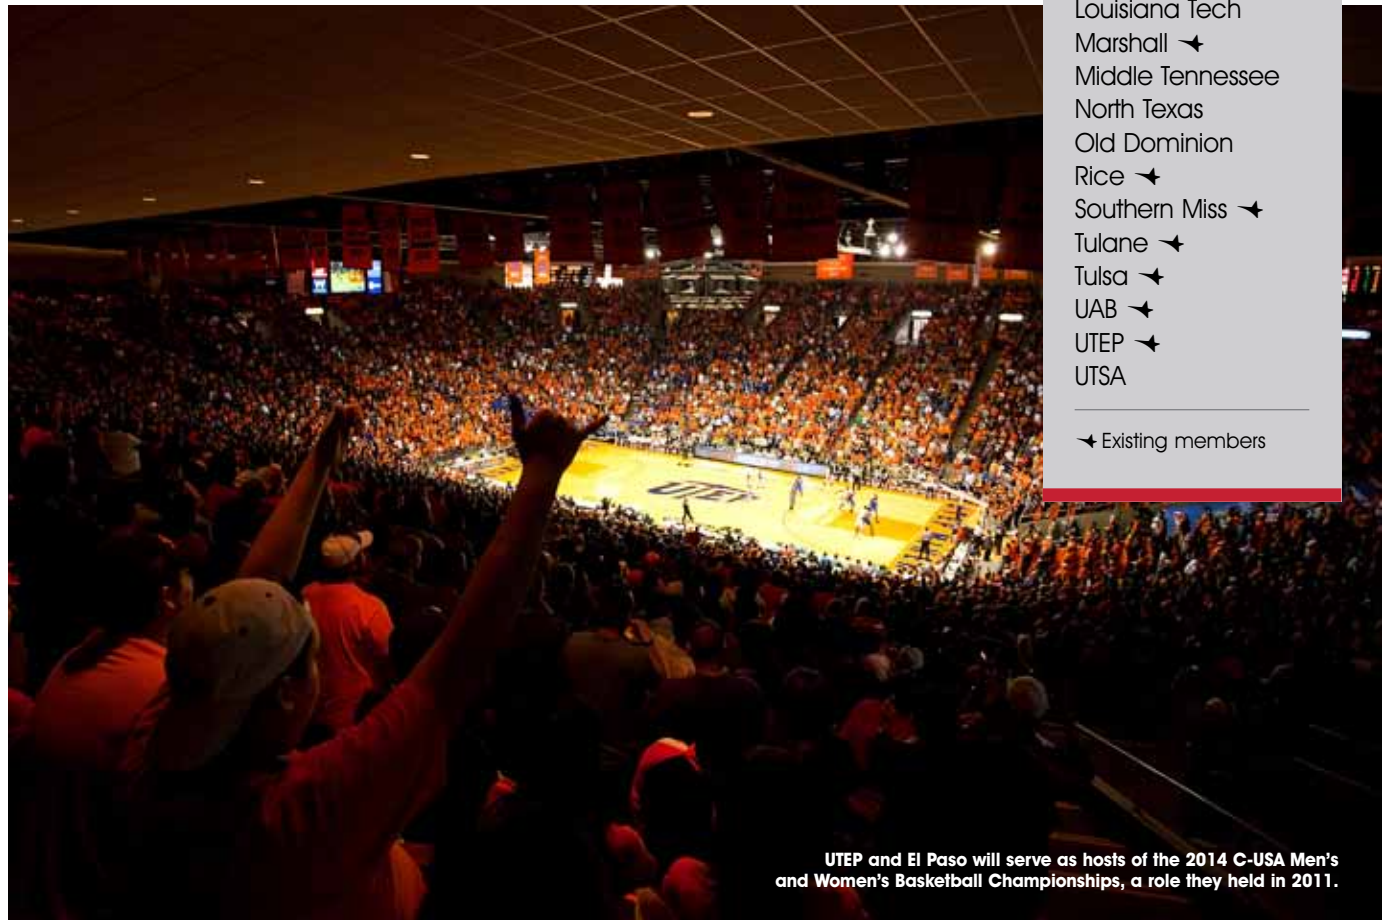 Louisiana Tech
Marshall
Middle Tennessee
North Texas
Old Dominion
Rice
Southern Miss
Tulane
Tulsa
UAB
UTEP
UTSA
Existing members
UTEP
UTEP and El Paso will serve as hosts of the 2014 C-USA Men's
and Women's Basketball Championships, a role they held in 2011.